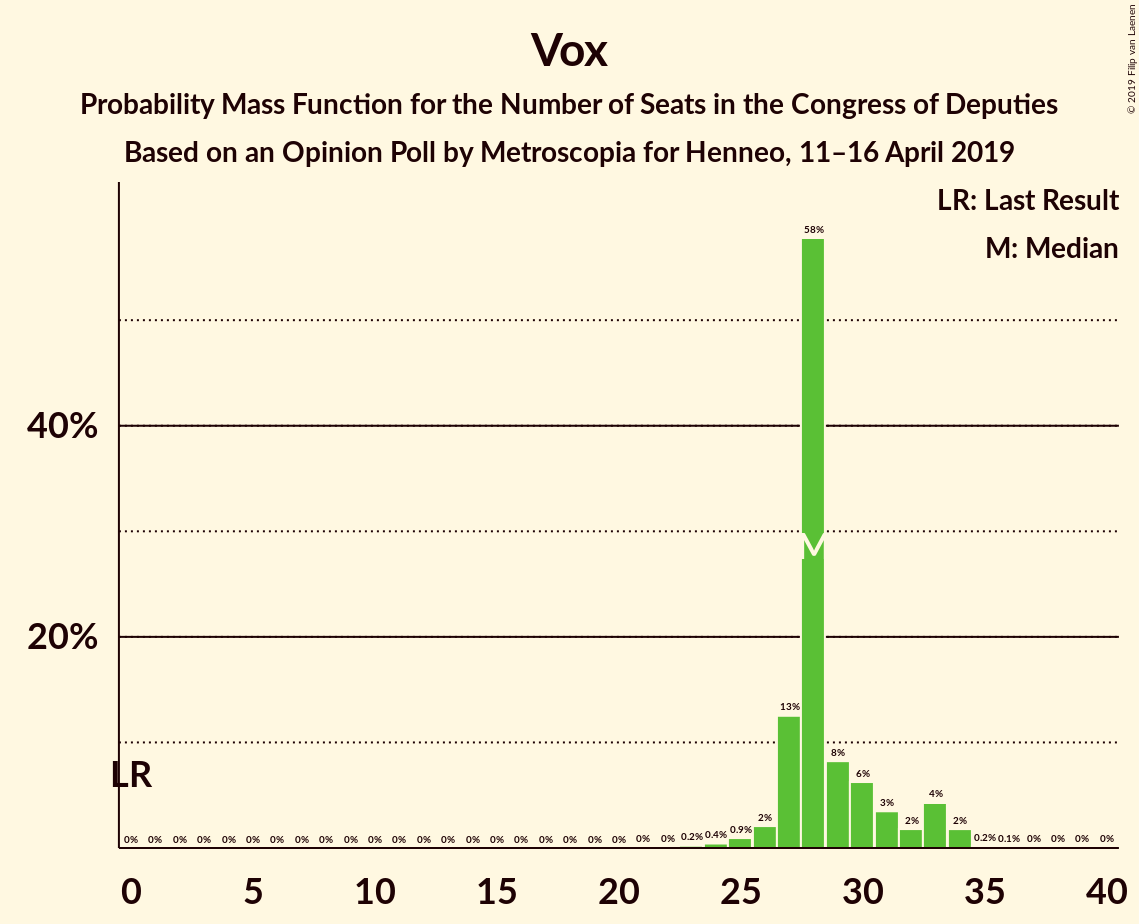 © 2019 Filip van Laenen
Vox
Probability Mass Function for the Number of Seats in the Congress of Deputies
Based on an Opinion Poll by Metroscopia for Henneo, 11–16 April 2019
LR: Last Result
M: Median
58%
40%
M
20%
13%
8%
6%
3%
2%
4%
2%
LR
0% 0% 0% 0% 0% 0% 0% 0% 0% 0% 0% 0% 0% 0% 0% 0% 0% 0% 0% 0% 0% 0% 0% 0.2% 0.4% 0.9% 2% 0.2% 0.1% 0% 0% 0% 0%
0 5 10 15 20 25 30 35 40